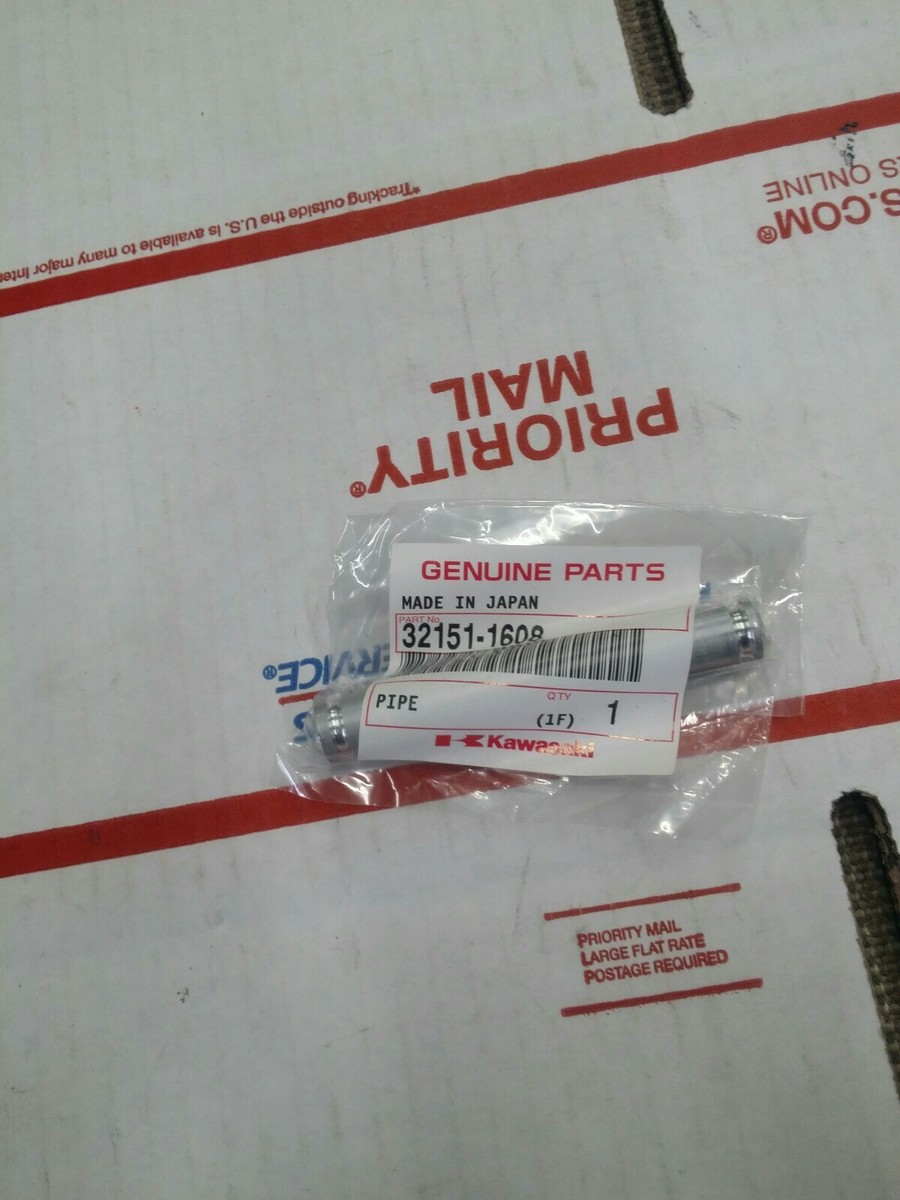 *Tracking outside the U.S. is available to many major
S ONLINE
S.COM®
PRIORITY®
MAIL
GENUINE PARTS
MADE IN JAPAN
PART No.
32151-1608
PIPE
QTY
(1F) 1
Kawasaki
ERVICE®
PRIORITY MAIL
LARGE FLAT RATE
POSTAGE REQUIRED